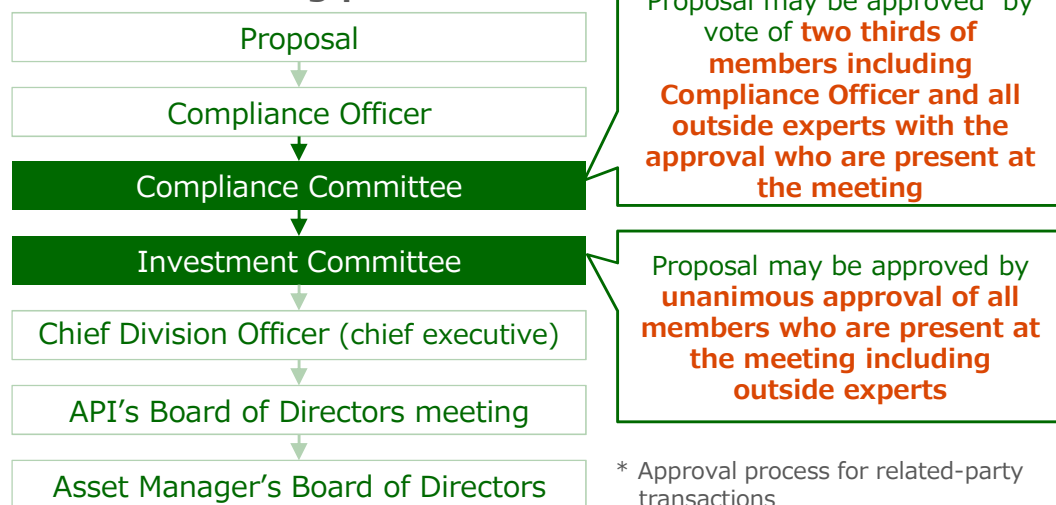 Proposal
Compliance Officer
Compliance Committee
Investment Committee
Chief Division Officer (chief executive)
API’s Board of Directors meeting
Asset Manager’s Board of Directors
Proposal may be approved by
vote of two thirds of
members including
Compliance Officer and all
outside experts with the
approval who are present at
the meeting
Proposal may be approved by
unanimous approval of all
members who are present at
the meeting including
outside experts
* Approval process for related-party
transactions